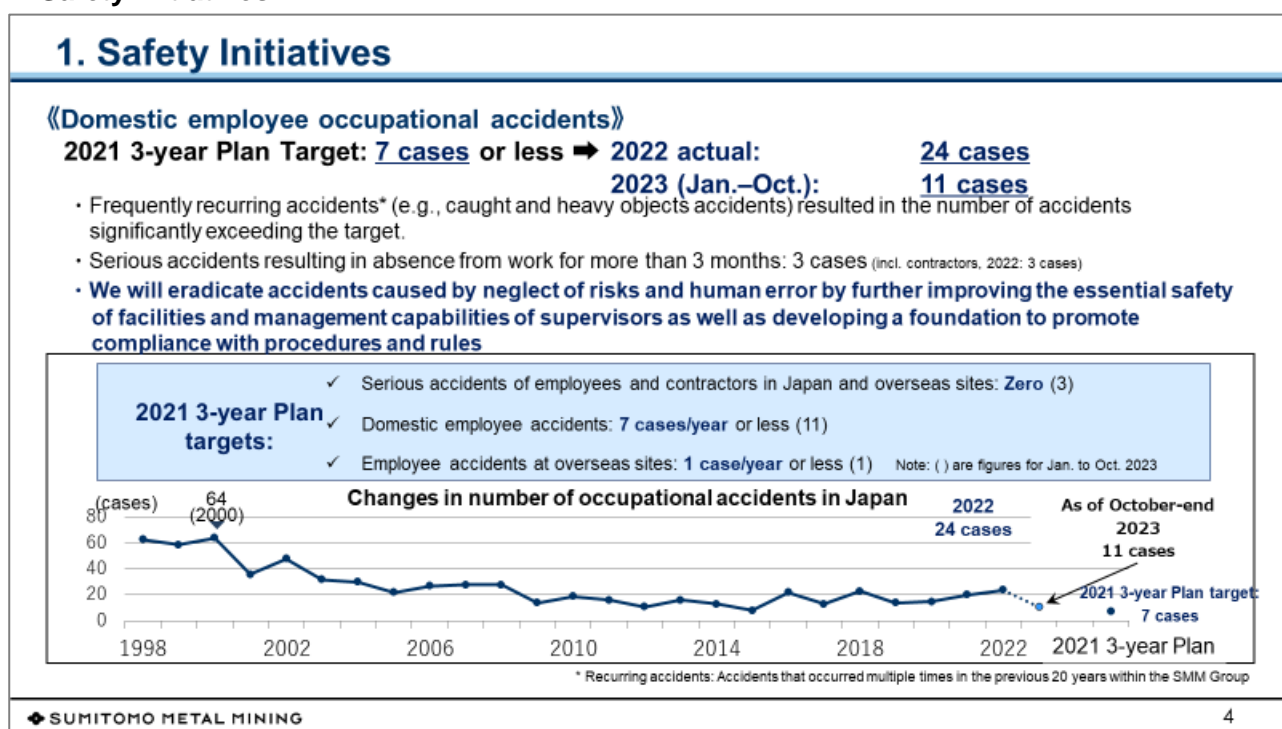 1. Safety Initiatives
《Domestic employee occupational accidents》
2021 3-year Plan Target: 7 cases or less ➡ 2022 actual: 24 cases
2023 (Jan.–Oct.): 11 cases
・Frequently recurring accidents* (e.g., caught and heavy objects accidents) resulted in the number of accidents
significantly exceeding the target.
・Serious accidents resulting in absence from work for more than 3 months: 3 cases (incl. contractors, 2022: 3 cases)
・We will eradicate accidents caused by neglect of risks and human error by further improving the essential safety
of facilities and management capabilities of supervisors as well as developing a foundation to promote
compliance with procedures and rules
2021 3-year Plan
targets:
✓ Serious accidents of employees and contractors in Japan and overseas sites: Zero (3)
✓ Domestic employee accidents: 7 cases/year or less (11)
✓ Employee accidents at overseas sites: 1 case/year or less (1) Note: ( ) are figures for Jan. to Oct. 2023
Changes in number of occupational accidents in Japan
(cases)
64
(2000)
2022
24 cases
As of October-end
2023
11 cases
2021 3-year Plan target:
7 cases
80
60
40
20
0
1998 2002 2006 2010 2014 2018 2022 2021 3-year Plan
* Recurring accidents: Accidents that occurred multiple times in the previous 20 years within the SMM Group
SUMITOMO METAL MINING
4